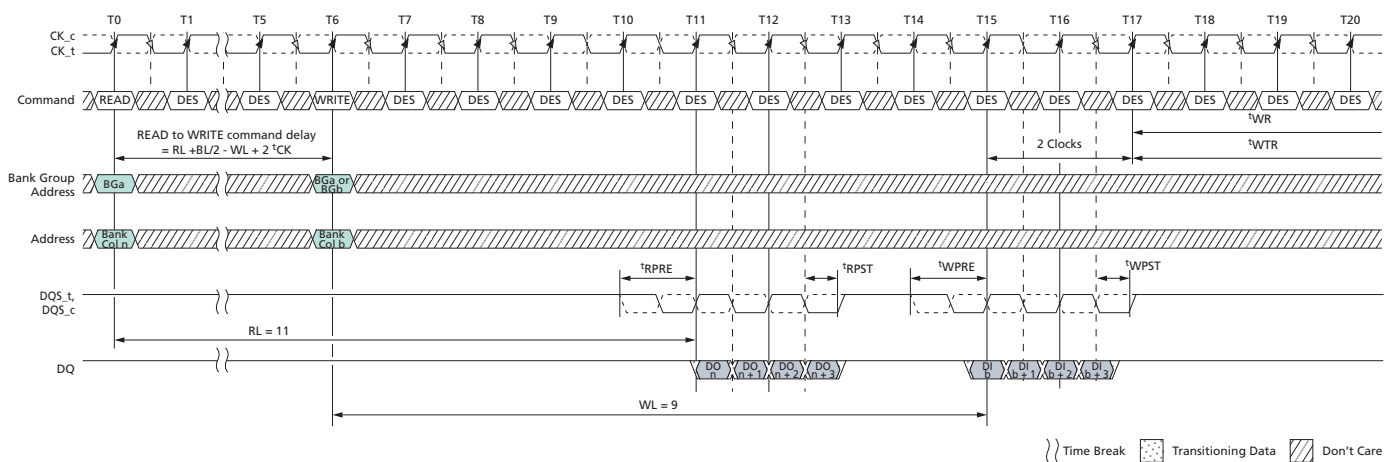 T0 T1 T5 T6 T7 T8 T9 T10 T11 T12 T13 T14 T15 T16 T17 T18 T19 T20
CK_c
CK_t
Command READ DES DES WRITE DES DES DES DES DES DES DES DES DES DES DES DES DES DES
READ to WRITE command delay
= RL +BL/2 - WL + 2 tCK
tWR
2 Clocks
tWTR
Bank Group
Address
BGa
BGa or
BGb
Address
Bank
Col n
Bank
Col b
tRPRE tRPST tWPRE tWPST
DQS_t,
DQS_c
RL = 11
DQ
DO
n
DO
n + 1
DO
n + 2
DO
n + 3
DI
b
DI
b + 1
DI
b + 2
DI
b + 3
WL = 9
Time Break Transitioning Data Don't Care